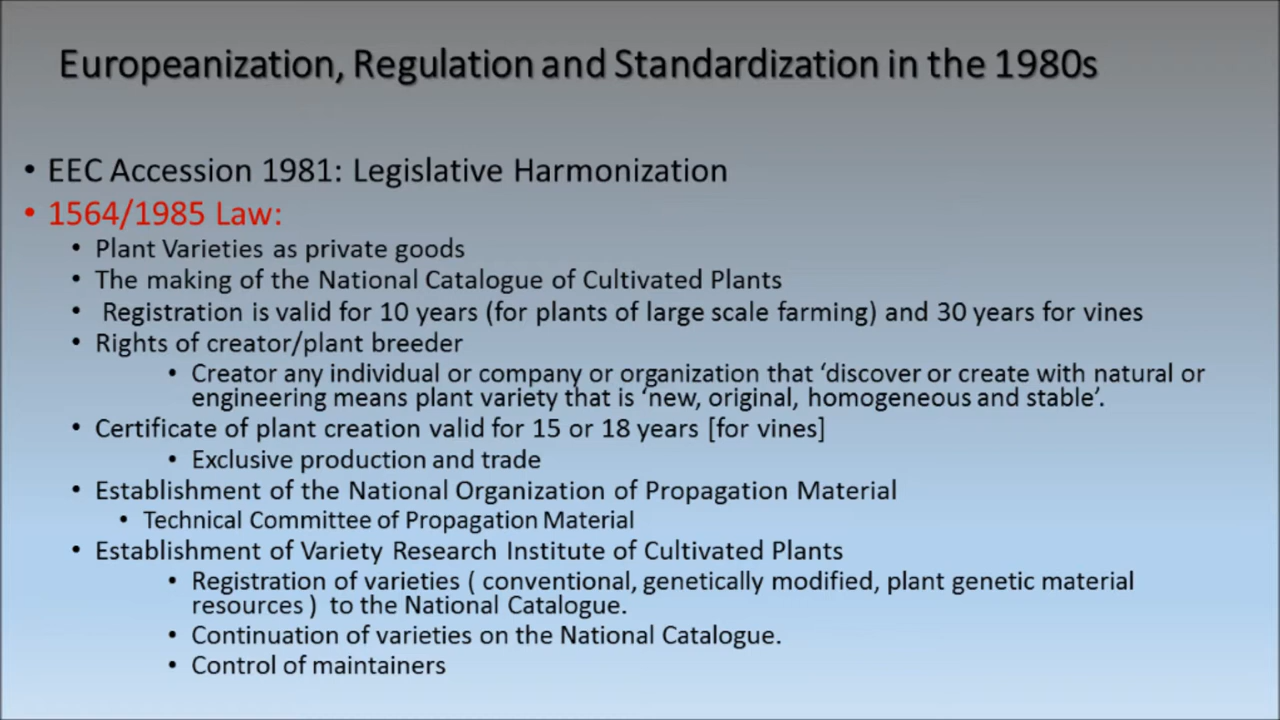 Europeanization, Regulation and Standardization in the 1980s
• EEC Accession 1981: Legislative Harmonization
• 1564/1985 Law:
• Plant Varieties as private goods
• The making of the National Catalogue of Cultivated Plants
• Registration is valid for 10 years (for plants of large scale farming) and 30 years for vines
• Rights of creator/plant breeder
• Creator any individual or company or organization that ‘discover or create with natural or
engineering means plant variety that is ‘new, original, homogeneous and stable’.
• Certificate of plant creation valid for 15 or 18 years [for vines]
• Exclusive production and trade
• Establishment of the National Organization of Propagation Material
• Technical Committee of Propagation Material
• Establishment of Variety Research Institute of Cultivated Plants
• Registration of varieties ( conventional, genetically modified, plant genetic material
resources ) to the National Catalogue.
• Continuation of varieties on the National Catalogue.
• Control of maintainers